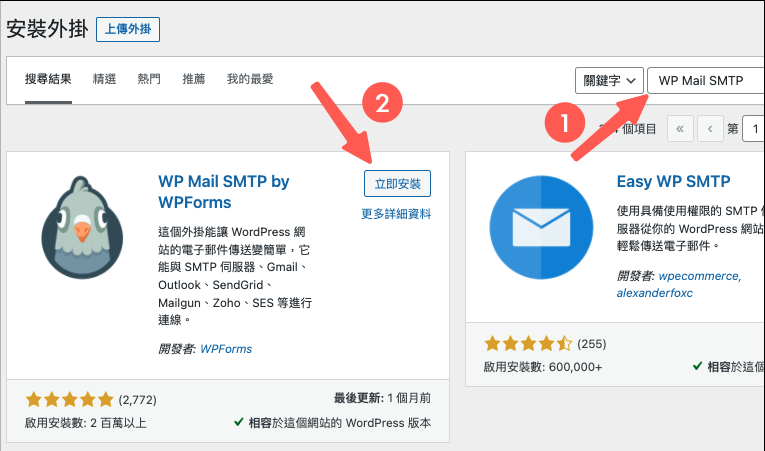 安裝外掛 上傳外掛
搜尋結果 精選 熱門 推薦 我的最愛 關鍵字 WP Mail SMTP
2
1
個項目 « ‹ 第 1
WP Mail SMTP by
WPForms
立即安裝
更多詳細資料
這個外掛能讓 WordPress 網
站的電子郵件傳送變簡單，它
能與 SMTP 伺服器、Gmail、
Outlook、SendGrid、
Mailgun、Zoho、SES 等進行
連線。
開發者: WPForms
(2,772)
最後更新: 1 個月前
啟用安裝數: 2 百萬以上
相容於這個網站的 WordPress 版本
Easy WP SMTP
使用具備使用權限的 SMTP
服器從你的 WordPress 網站
輕鬆傳送電子郵件。
開發者: wpecommerce,
alexanderfoxc
(255)
啟用安裝數: 600,000+
相容於這個